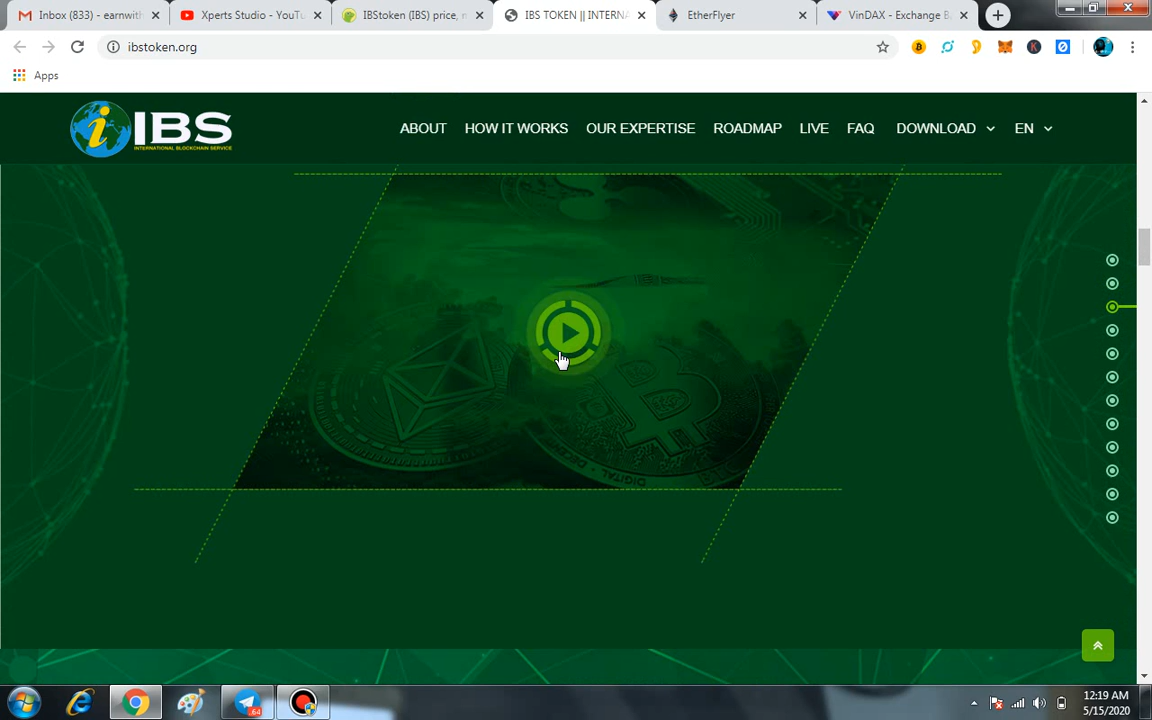 Inbox (833) - earnwith
Xperts Studio - YouTu
IBStoken (IBS) price, m
IBS TOKEN || INTERNA
EtherFlyer
VinDAX - Exchange B
ibstoken.org
Apps
IBS
INTERNATIONAL BLOCKCHAIN SERVICE
ABOUT
HOW IT WORKS
OUR EXPERTISE
ROADMAP
LIVE
FAQ
DOWNLOAD
EN
64
12:19 AM
5/15/2020